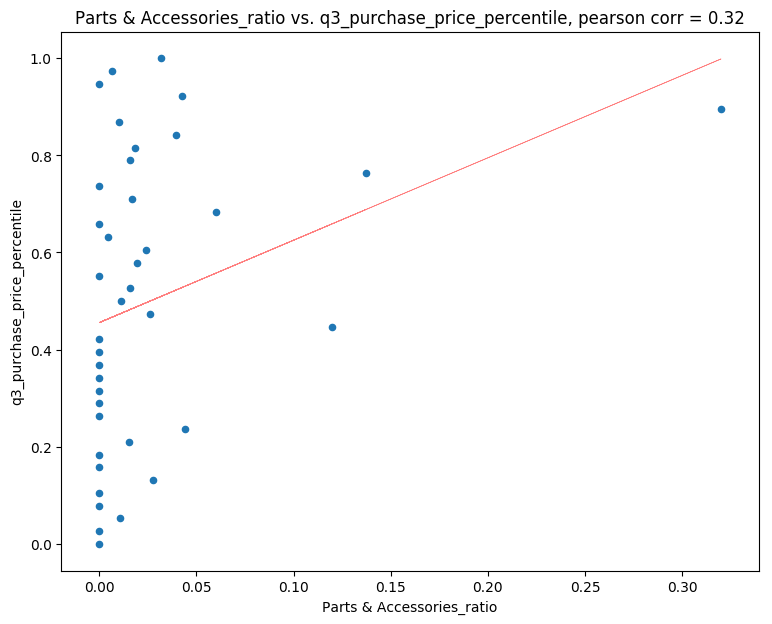 Parts & Accessories_ratio vs. q3_purchase_price_percentile, pearson corr = 0.32
q3_purchase_price_percentile
1.0
0.8
0.6
0.4
0.2
0.0
0.00 0.05 0.10 0.15 0.20 0.25 0.30
Parts & Accessories_ratio